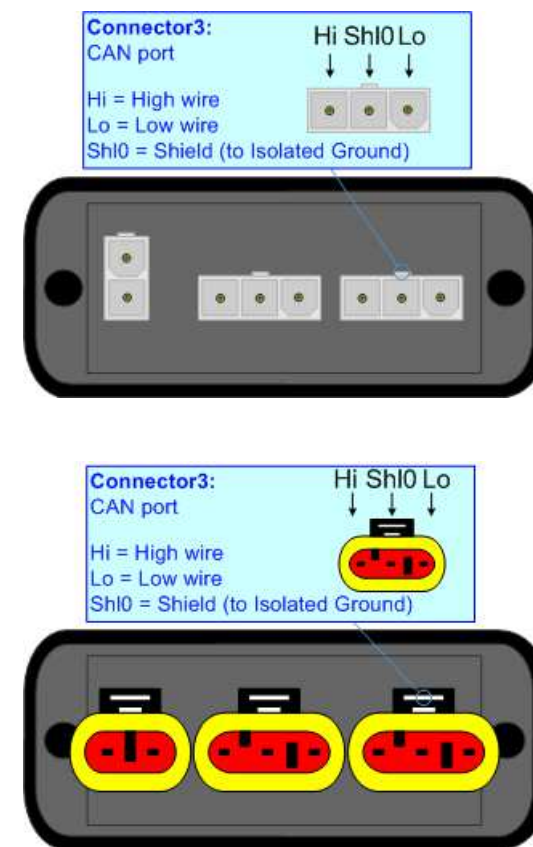 Connector3:
CAN port
Hi Shl0 Lo
Hi = High wire
Lo = Low wire
Shl0 = Shield (to Isolated Ground)
Connector3:
CAN port
Hi Shl0 Lo
Hi = High wire
Lo = Low wire
Shl0 = Shield (to Isolated Ground)